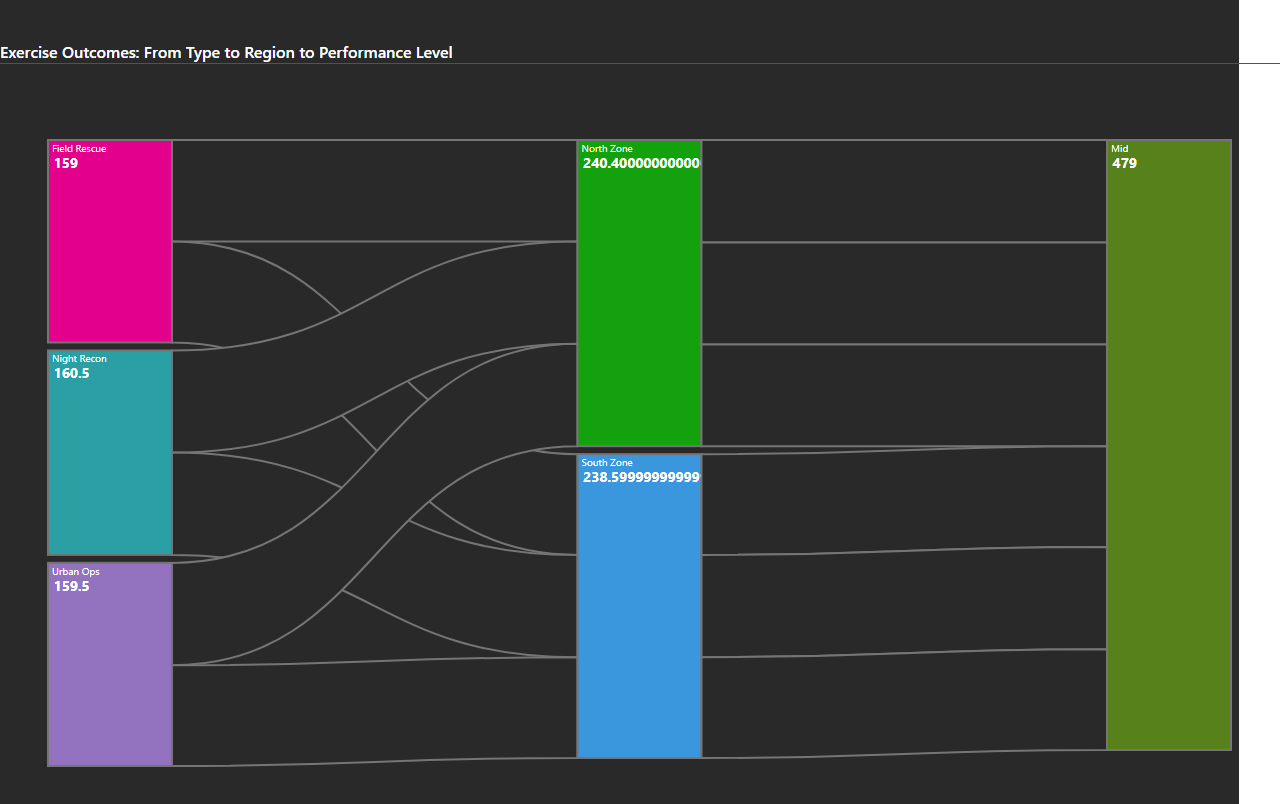 Exercise Outcomes: From Type to Region to Performance Level
Field Rescue
159
North Zone
240.40000000000
Mid
479
Night Recon
160.5
South Zone
238.59999999999
Urban Ops
159.5